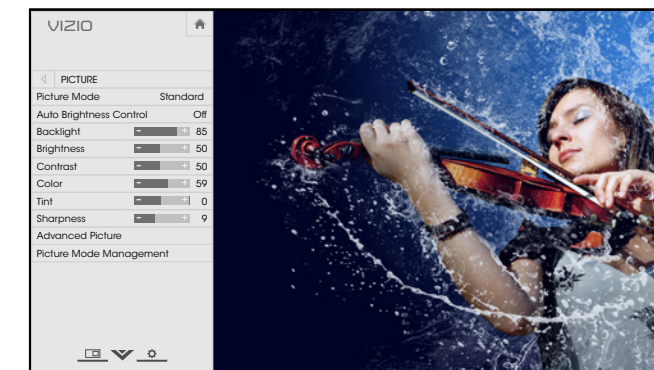 VIZIO
PICTURE
Picture Mode Standard
Auto Brightness Control Off
Backlight 85
Brightness 50
Contrast 50
Color 59
Tint 0
Sharpness 9
Advanced Picture
Picture Mode Management